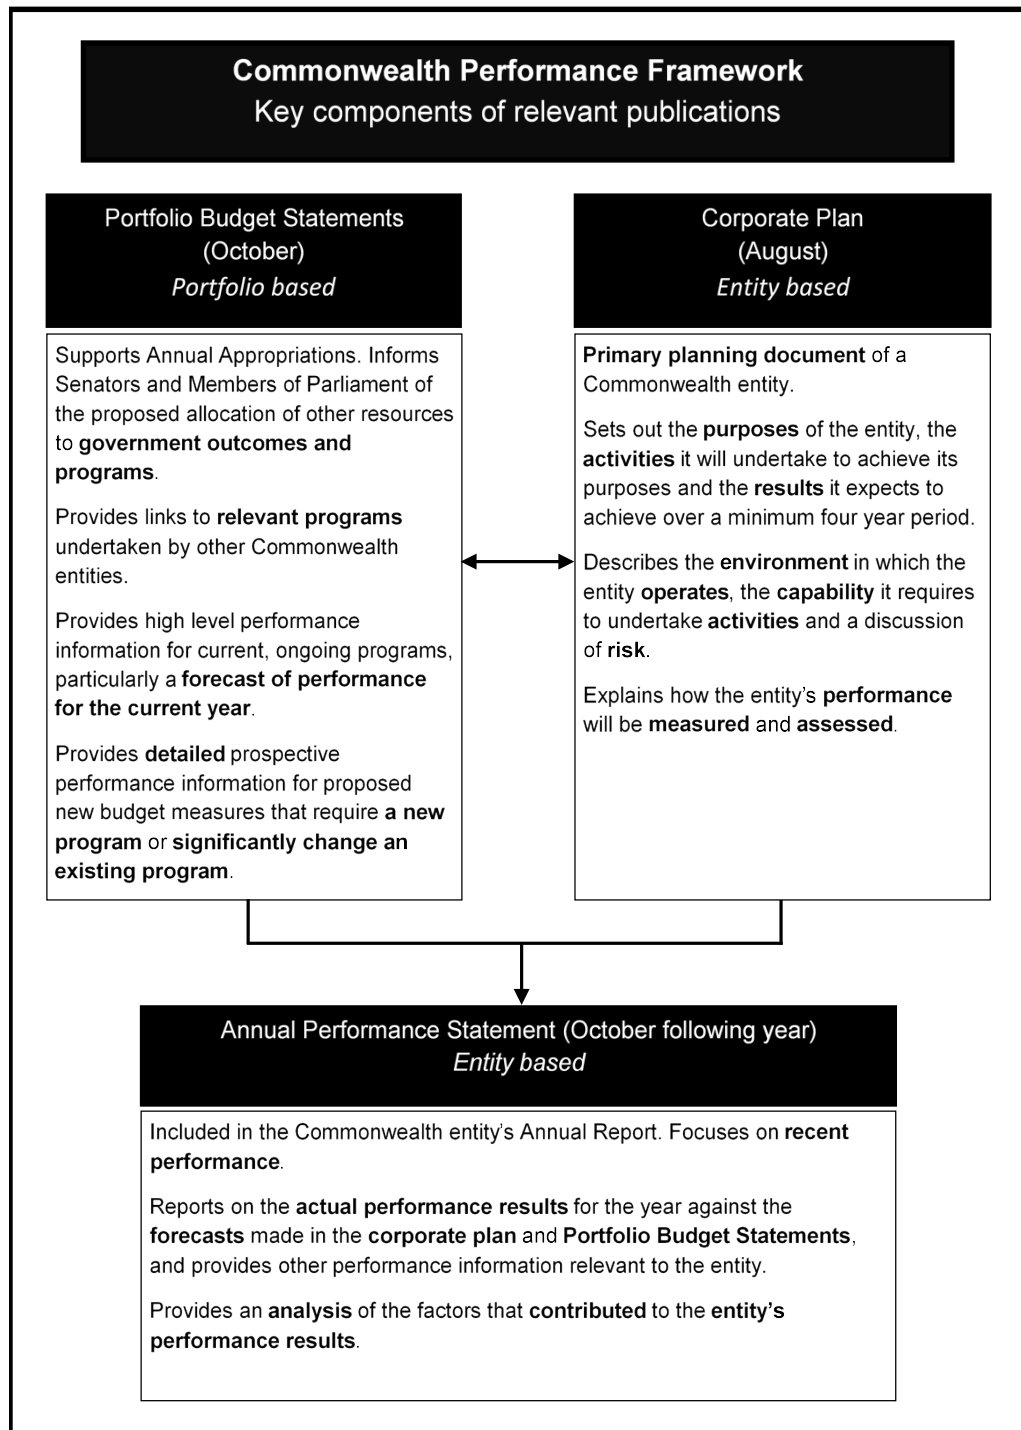 Commonwealth Performance Framework
Key components of relevant publications
Portfolio Budget Statements
(October)
Portfolio based
Supports Annual Appropriations. Informs
Senators and Members of Parliament of
the proposed allocation of other resources
to government outcomes and
programs.
Provides links to relevant programs
undertaken by other Commonwealth
entities.
Provides high level performance
information for current, ongoing programs,
particularly a forecast of performance
for the current year.
Provides detailed prospective
performance information for proposed
new budget measures that require a new
program or significantly change an
existing program.
Corporate Plan
(August)
Entity based
Primary planning document of a
Commonwealth entity.
Sets out the purposes of the entity, the
activities it will undertake to achieve its
purposes and the results it expects to
achieve over a minimum four year period.
Describes the environment in which the
entity operates, the capability it requires
to undertake activities and a discussion
of risk.
Explains how the entity’s performance
will be measured and assessed.
Annual Performance Statement (October following year)
Entity based
Included in the Commonwealth entity’s Annual Report. Focuses on recent
performance.
Reports on the actual performance results for the year against the
forecasts made in the corporate plan and Portfolio Budget Statements,
and provides other performance information relevant to the entity.
Provides an analysis of the factors that contributed to the entity’s
performance results.